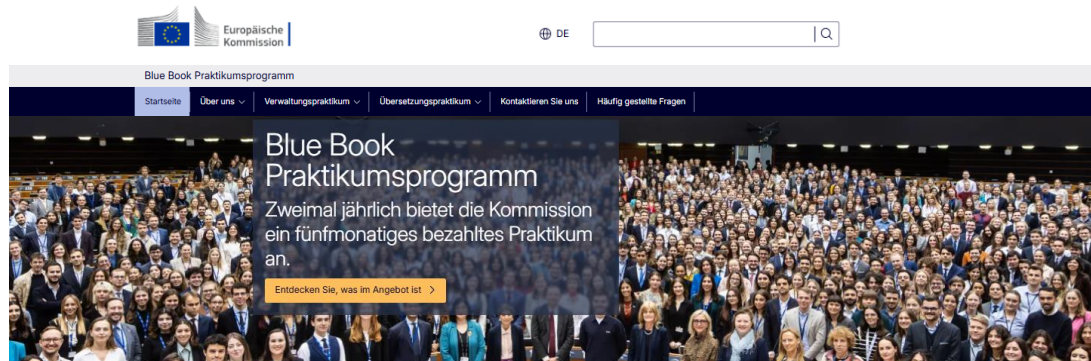 Europäische
Kommission
DE
Blue Book Praktikumsprogramm
Startseite
Über uns
Verwaltungspraktikum
Übersetzungspraktikum
Kontaktieren Sie uns
Häufig gestellte Fragen
Blue Book
Praktikumsprogramm
Zweimal jährlich bietet die Kommission
ein fünfmonatiges bezahltes Praktikum
an.
Entdecken Sie, was im Angebot ist